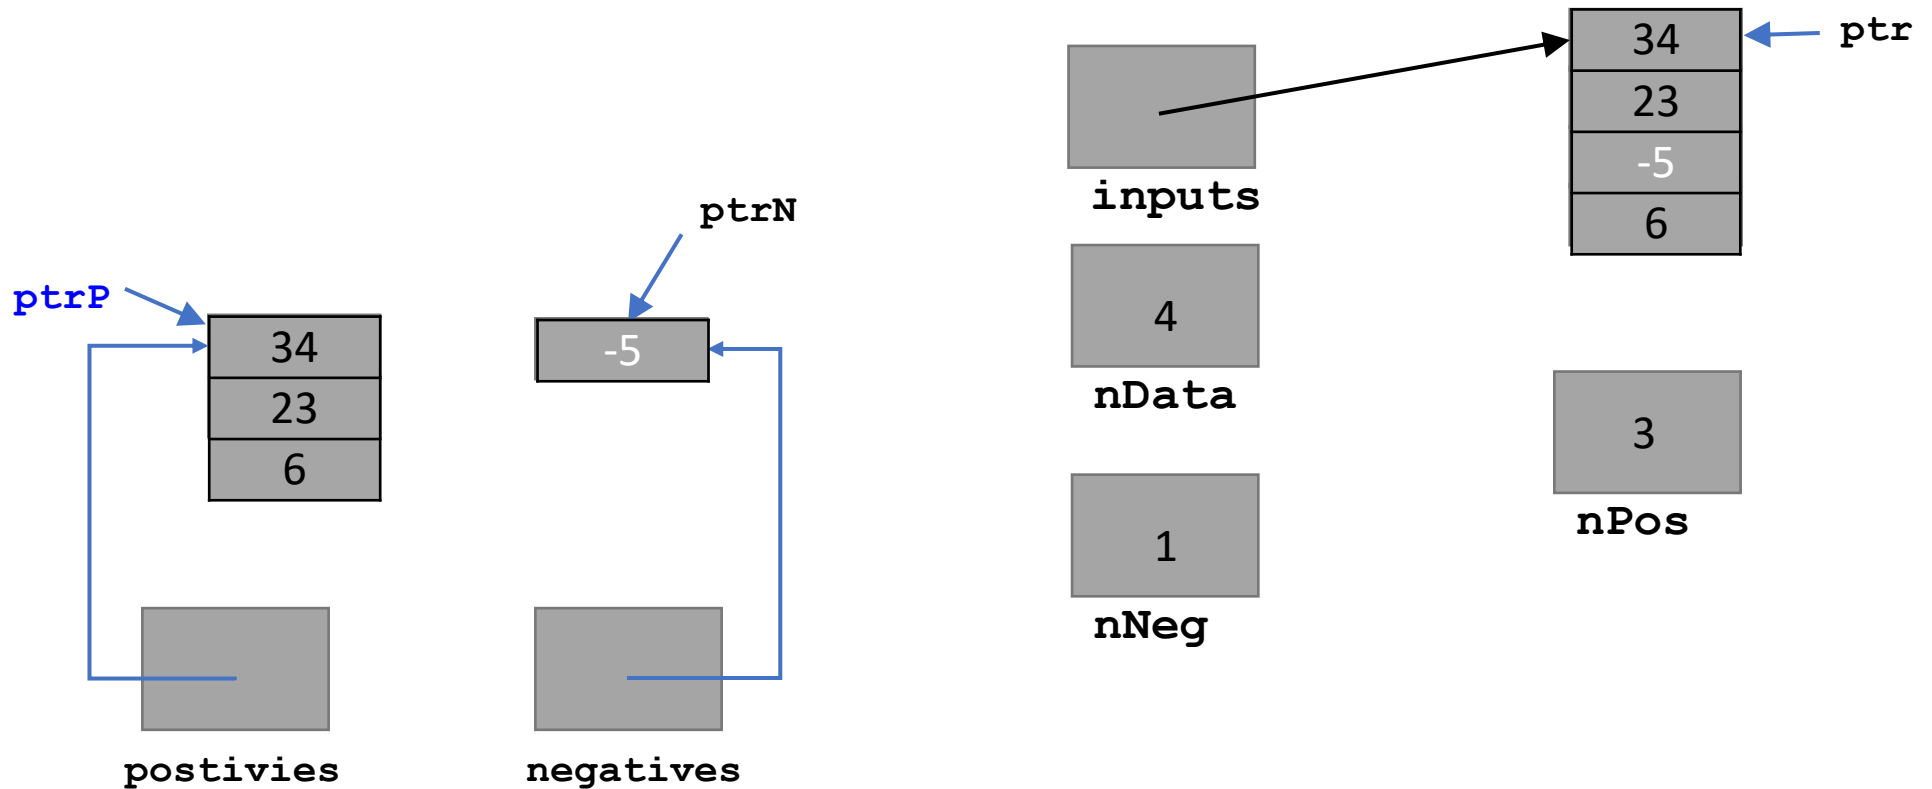 34
ptr
23
-5
6
inputs
ptrN
ptrP
34
23
6
-5
4
nData
3
nPos
1
nNeg
postivies
negatives